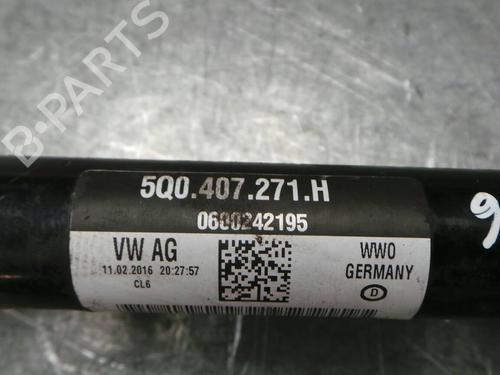 B-Parts
5Q0.407.271.H
0600242195
VW AG
11.02.2016 20:27:57
CL6
WWO
GERMANY
D